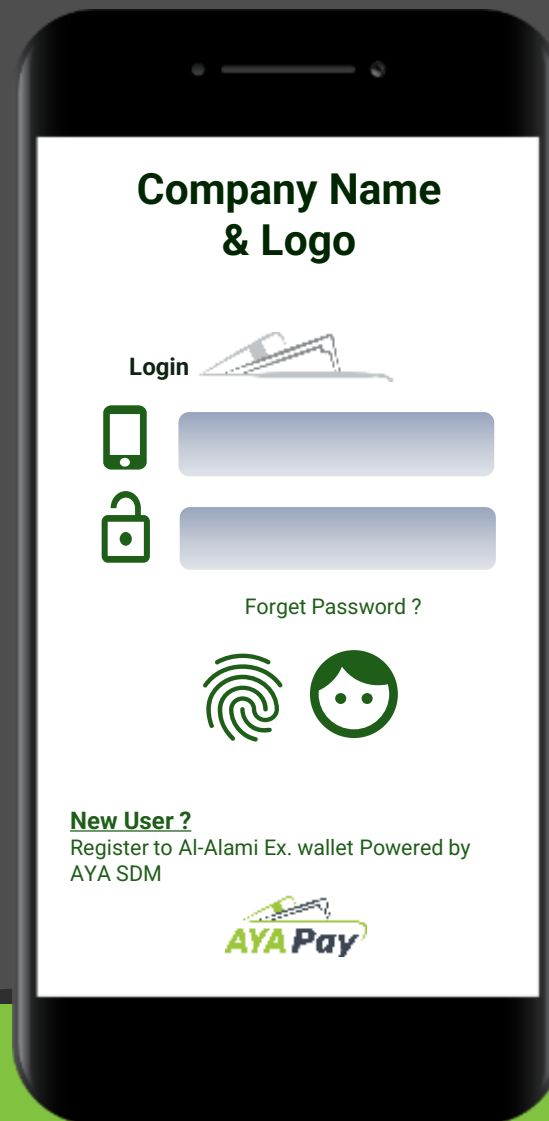 Company Name
& Logo
Login
Forget Password ?
New User ?
Register to Al-Alami Ex. wallet Powered by
AYA SDM
AYA Pay